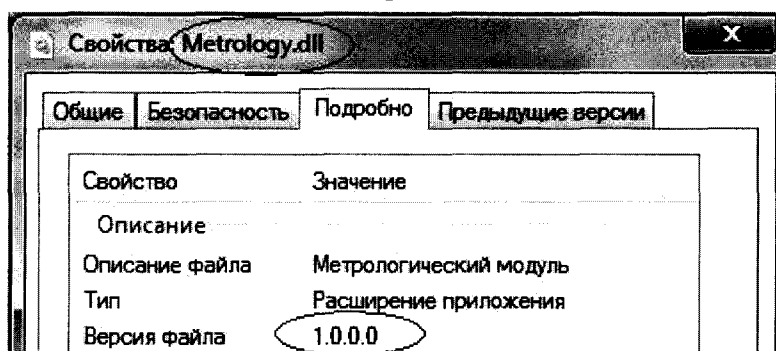 Свойства: Metrology.dll
X
Общие Безопасность Подробно Предыдущие версии
Свойство Значение
Описание
Описание файла Метрологический модуль
Тип Расширение приложения
Версия файла 1.0.0.0